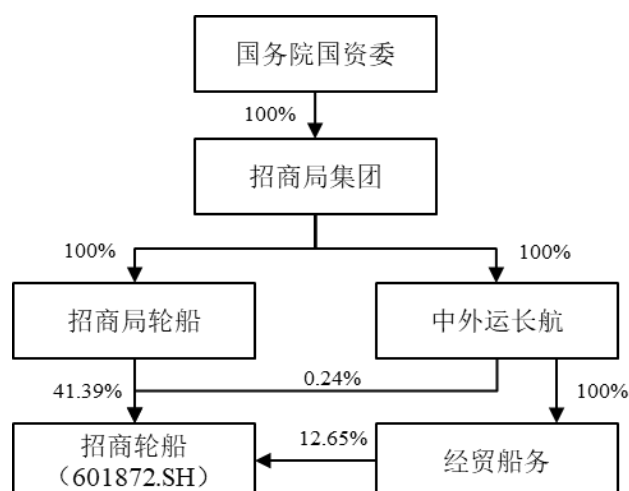 国务院国资委
100%
招商局集团
100%
100%
招商局轮船
中外运长航
41.39%
0.24%
100%
招商轮船
（601872.SH）
12.65%
经贸船务